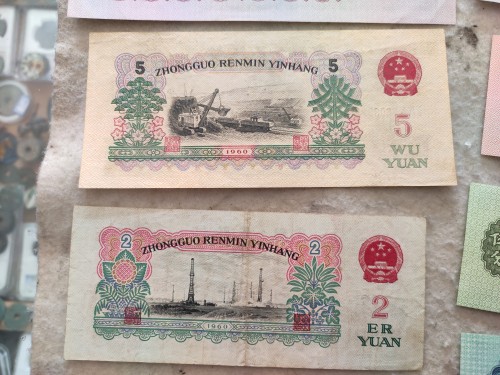 5 ZHONGGUO RENMIN YINHANG 5
5
WU
YUAN
1960
2 ZHONGGUO RENMIN YINHANG 2
2
ER
YUAN
1960